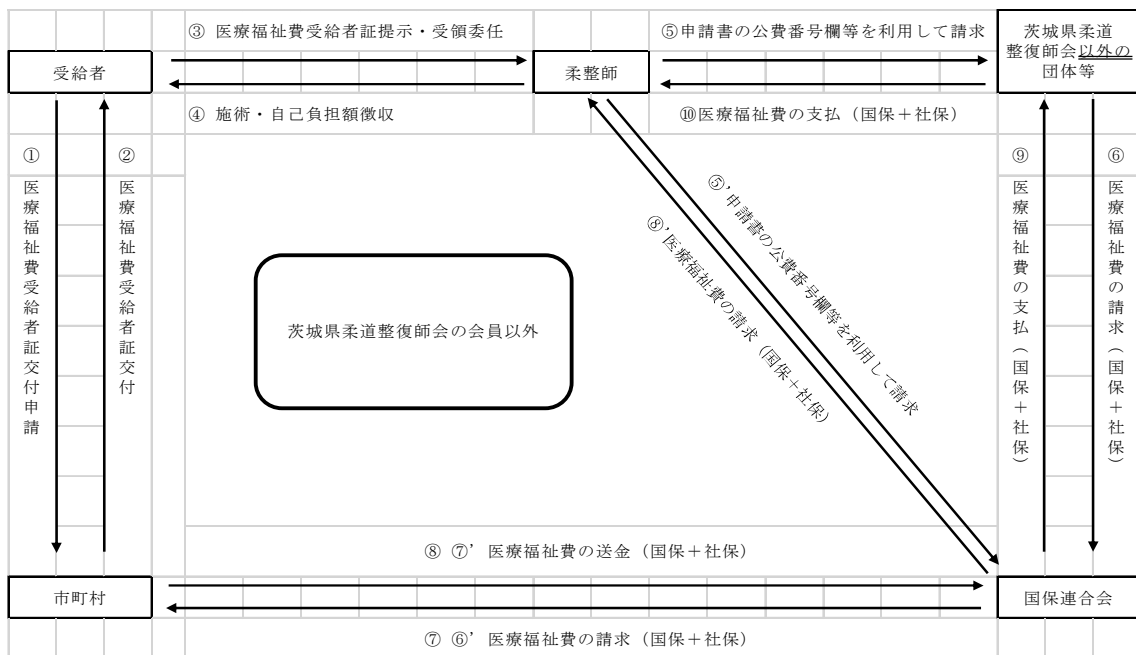 ③ 医療福祉費受給者証提示・受領委任
⑤申請書の公費番号欄等を利用して請求
茨城県柔道
整復師会以外の
団体等
受給者
柔整師
④ 施術・自己負担額徴収
⑩医療福祉費の支払（国保＋社保）
①
医療福祉費受給者証交付申請
②
医療福祉費受給者証交付
⑤’申請書の公費番号欄等を利用して請求
⑧’医療福祉費の請求（国保＋社保）
⑨
医療福祉費の支払（国保＋社保）
⑥
医療福祉費の請求（国保＋社保）
茨城県柔道整復師会の会員以外
⑧ ⑦’ 医療福祉費の送金（国保＋社保）
市町村
国保連合会
⑦ ⑥’ 医療福祉費の請求（国保＋社保）